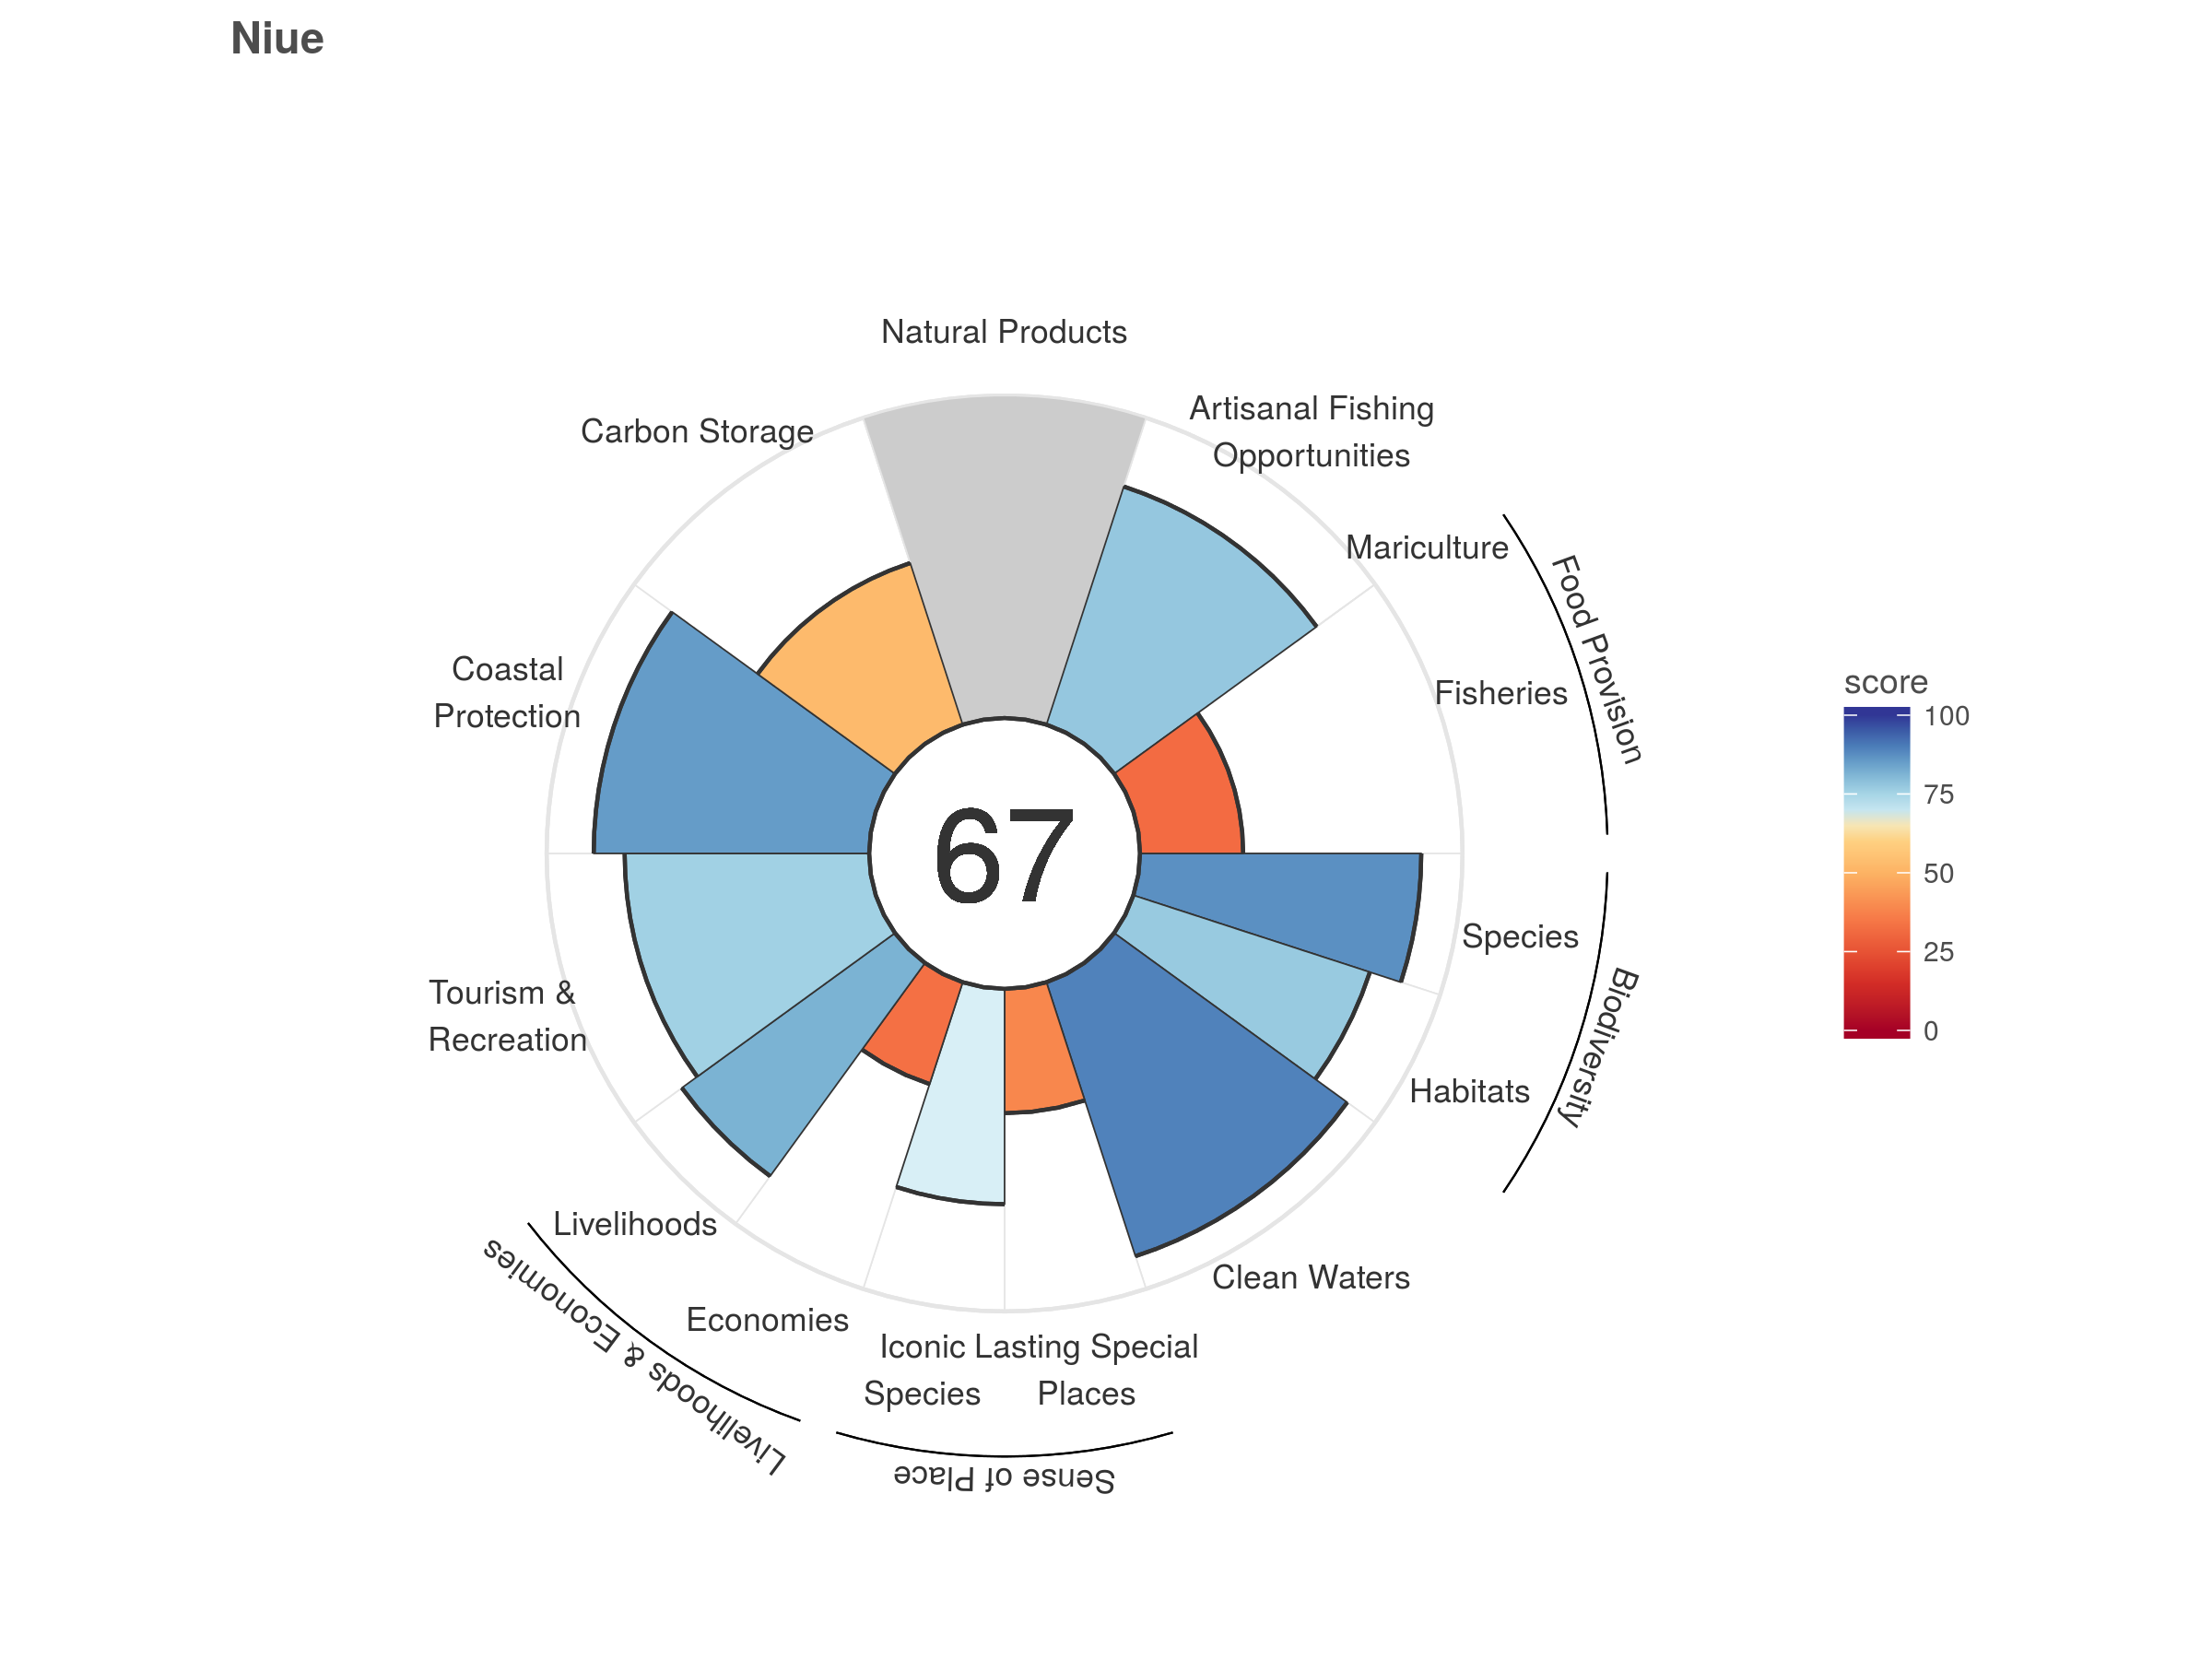 Niue
Natural Products
Artisanal Fishing
Opportunities
Carbon Storage
Mariculture
Food Provision
Fisheries
Coastal
Protection
67
score
100
75
50
25
0
Species
Biodiversity
Habitats
Tourism &
Recreation
Livelihoods
Livelihoods & Economies
Economies
Clean Waters
Iconic
Species
Lasting Special
Places
Sense of Place